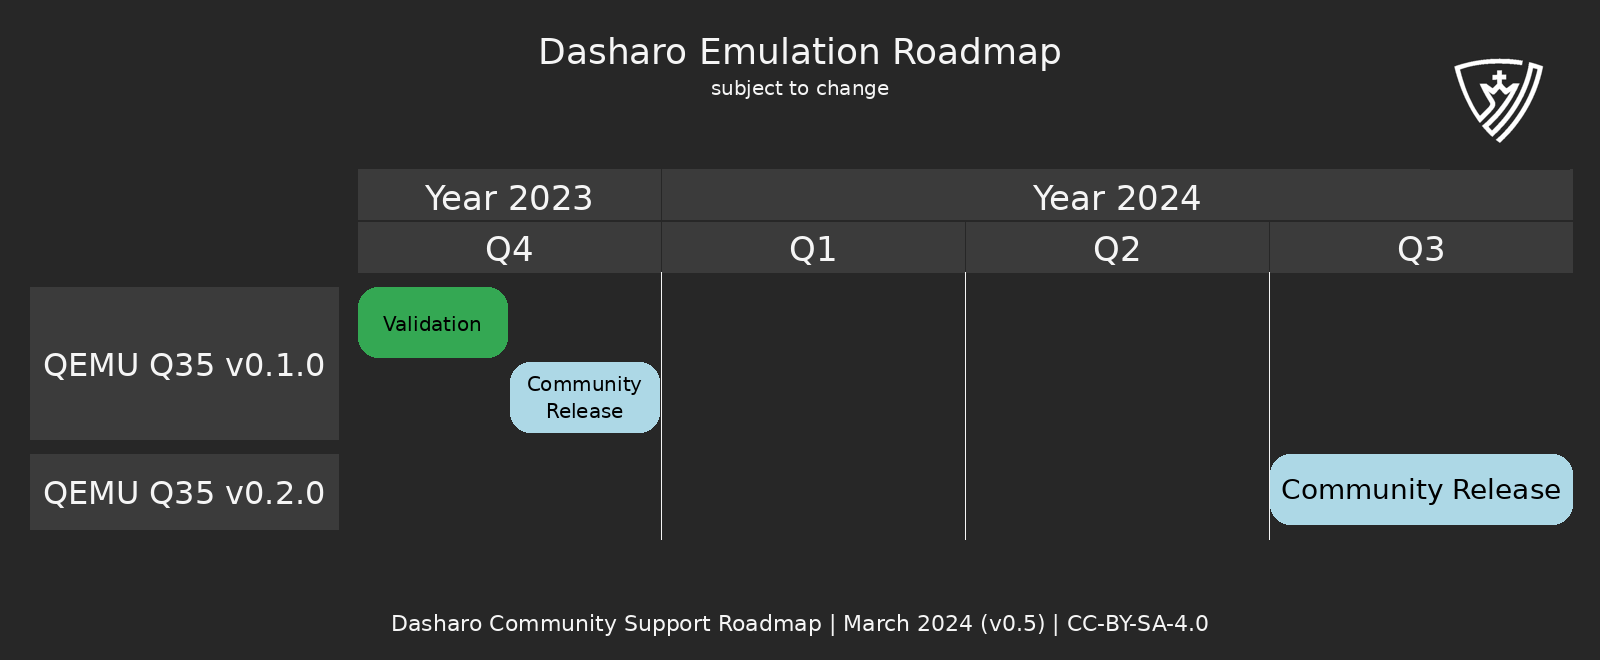 Dasharo Emulation Roadmap
subject to change
Year 2023
Year 2024
Q4
Q1
Q2
Q3
QEMU Q35 v0.1.0
Validation
Community
Release
QEMU Q35 v0.2.0
Community Release
Dasharo Community Support Roadmap | March 2024 (v0.5) | CC-BY-SA-4.0